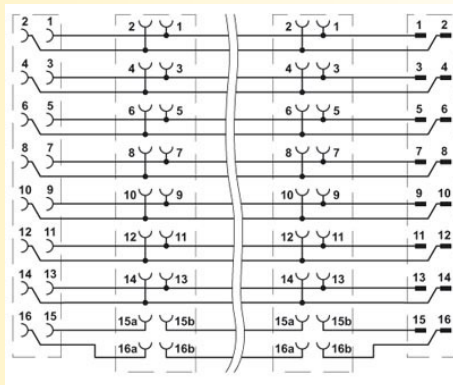 2 1 2 1 2 1 1 2
4 3 4 3 4 3 3 4
6 5 6 5 6 5 5 6
8 7 8 7 8 7 7 8
10 9 10 9 10 9 9 10
12 11 12 11 12 11 11 12
14 13 14 13 14 13 13 14
16 15 15a 15b 15a 15b 15 16
16a 16b 16a 16b